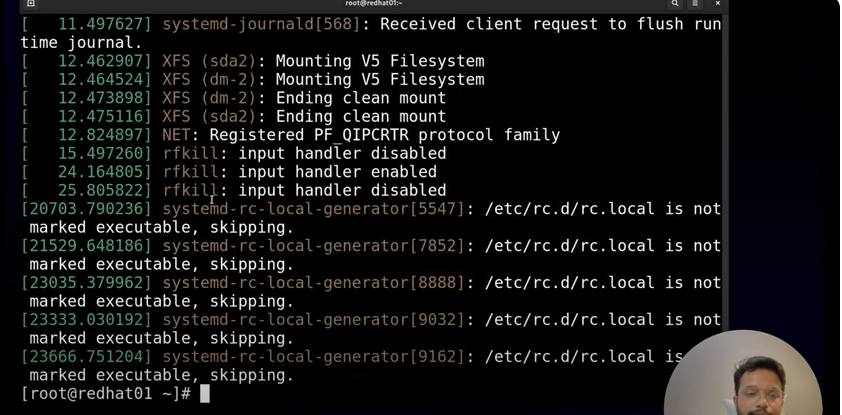 root@redhat01:~
[   11.497627] systemd-journald[568]: Received client request to flush run
time journal.
[   12.462907] XFS (sda2): Mounting V5 Filesystem
[   12.464524] XFS (dm-2): Mounting V5 Filesystem
[   12.473898] XFS (dm-2): Ending clean mount
[   12.475116] XFS (sda2): Ending clean mount
[   12.824897] NET: Registered PF_QIPCRTR protocol family
[   15.497260] rfkill: input handler disabled
[   24.164805] rfkill: input handler enabled
[   25.805822] rfkill: input handler disabled
[20703.790236] systemd-rc-local-generator[5547]: /etc/rc.d/rc.local is not
 marked executable, skipping.
[21529.648186] systemd-rc-local-generator[7852]: /etc/rc.d/rc.local is not
 marked executable, skipping.
[23035.379962] systemd-rc-local-generator[8888]: /etc/rc.d/rc.local is not
 marked executable, skipping.
[23333.030192] systemd-rc-local-generator[9032]: /etc/rc.d/rc.local is not
 marked executable, skipping.
[23666.751204] systemd-rc-local-generator[9162]: /etc/rc.d/rc.local is
 marked executable, skipping.
[root@redhat01 ~]#